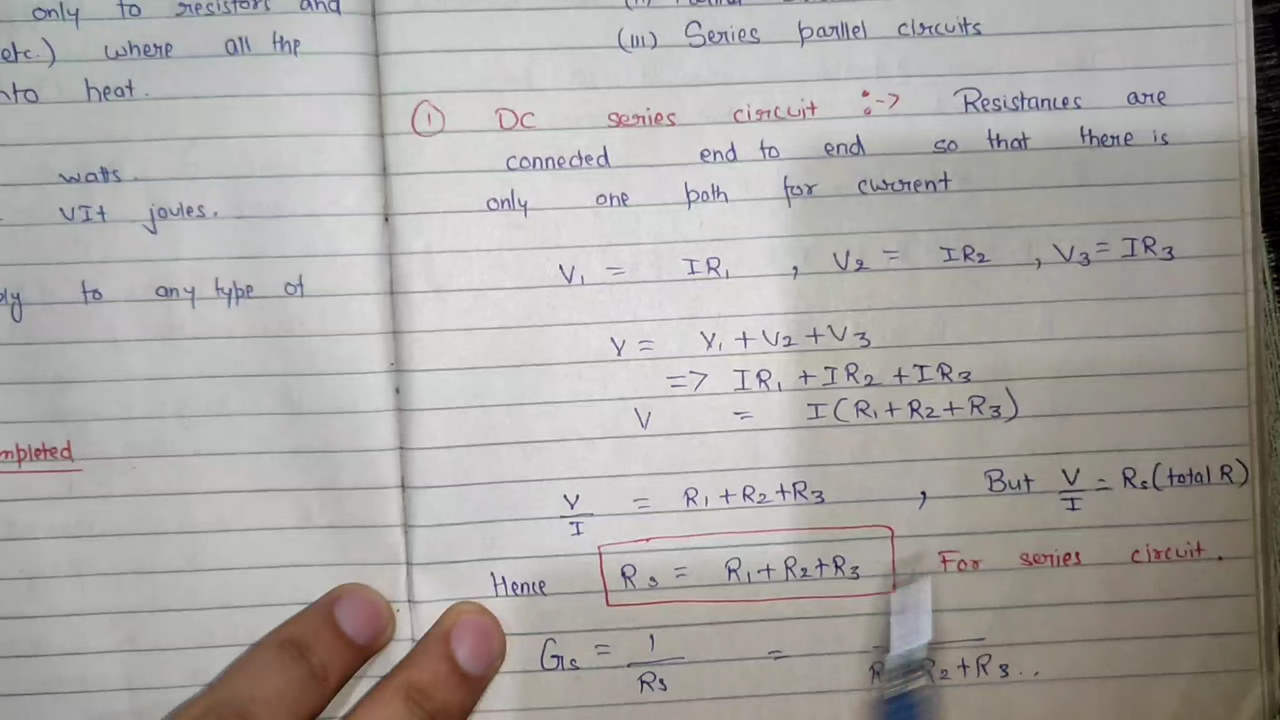 only to resistors and
etc.) where all the
into heat.
watts.
VIt joules.
to any type of
(III) Series parllel circuits
① DC series circuit :-> Resistances are
connected end to end so that there is
only one path for current
V1 = IR1 , V2 = IR2 , V3 = IR3
V = V1 + V2 + V3
=> IR1 + IR2 + IR3
V = I(R1 + R2 + R3)
V/I = R1 + R2 + R3 , But V/I = Rs (total R)
Hence Rs = R1 + R2 + R3 For series circuit.
Gs = 1/Rs = R2 + R3 ..